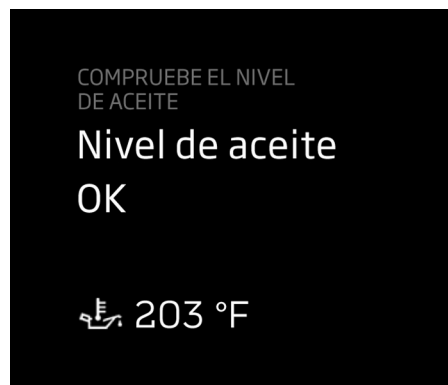 COMPRUEBE EL NIVEL
DE ACEITE
Nivel de aceite
OK
203 °F